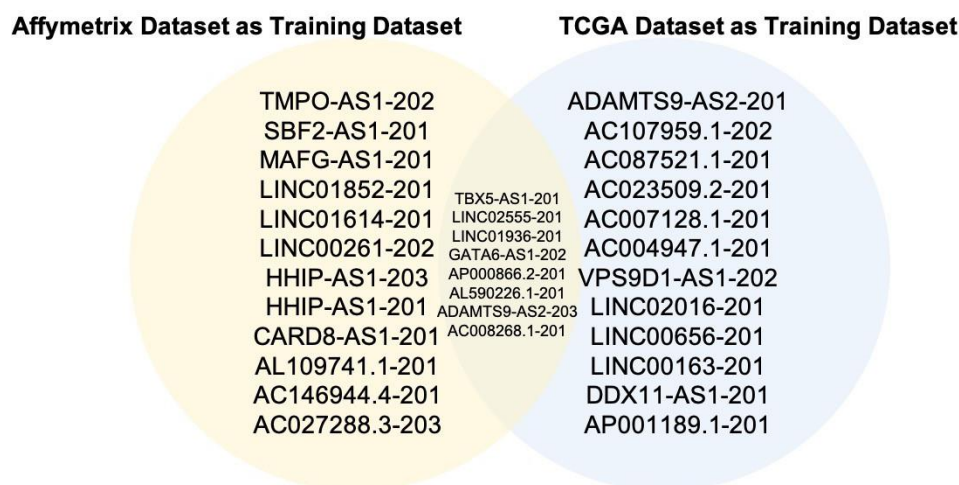 Affymetrix Dataset as Training Dataset
TCGA Dataset as Training Dataset
TMPO-AS1-202
SBF2-AS1-201
MAFG-AS1-201
LINC01852-201
LINC01614-201
LINC00261-202
HHIP-AS1-203
HHIP-AS1-201
CARD8-AS1-201
AL109741.1-201
AC146944.4-201
AC027288.3-203
TBX5-AS1-201
LINC02555-201
LINC01936-201
GATA6-AS1-202
AP000866.2-201
AL590226.1-201
ADAMTS9-AS2-203
AC008268.1-201
ADAMTS9-AS2-201
AC107959.1-202
AC087521.1-201
AC023509.2-201
AC007128.1-201
AC004947.1-201
VPS9D1-AS1-202
LINC02016-201
LINC00656-201
LINC00163-201
DDX11-AS1-201
AP001189.1-201